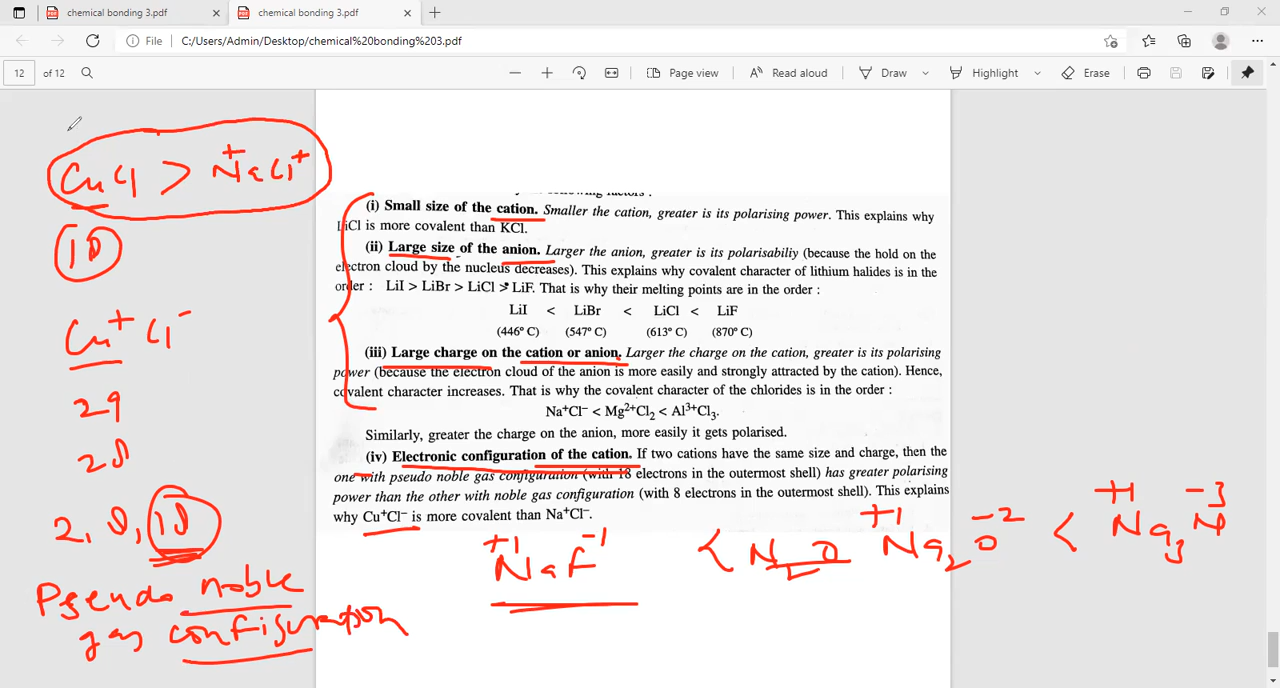 chemical bonding 3.pdf
chemical bonding 3.pdf
File
C:/Users/Admin/Desktop/chemical%20bonding%203.pdf
12 of 12
Page view
Read aloud
Draw
Highlight
Erase
CuCl > N⁺aCl⁺
18
Cu⁺Cl⁻
29
28
2, 8, 18
Pseudo noble
gas configuration
(i) Small size of the cation. Smaller the cation, greater is its polarising power. This explains why
LiCl is more covalent than KCl.
(ii) Large size of the anion. Larger the anion, greater is its polarisabiliy (because the hold on the
electron cloud by the nucleus decreases). This explains why covalent character of lithium halides is in the
order : LiI > LiBr > LiCl > LiF. That is why their melting points are in the order :
LiI < LiBr < LiCl < LiF
(446° C) (547° C) (613° C) (870° C)
(iii) Large charge on the cation or anion. Larger the charge on the cation, greater is its polarising
power (because the electron cloud of the anion is more easily and strongly attracted by the cation). Hence,
covalent character increases. That is why the covalent character of the chlorides is in the order :
Na⁺Cl⁻ < Mg²⁺Cl₂ < Al³⁺Cl₃.
Similarly, greater the charge on the anion, more easily it gets polarised.
(iv) Electronic configuration of the cation. If two cations have the same size and charge, then the
one with pseudo noble gas configuration (with 18 electrons in the outermost shell) has greater polarising
power than the other with noble gas configuration (with 8 electrons in the outermost shell). This explains
why Cu⁺Cl⁻ is more covalent than Na⁺Cl⁻.
+1 -1 +1 -2 +1 -3
NaF < Na₂O < Na₃N